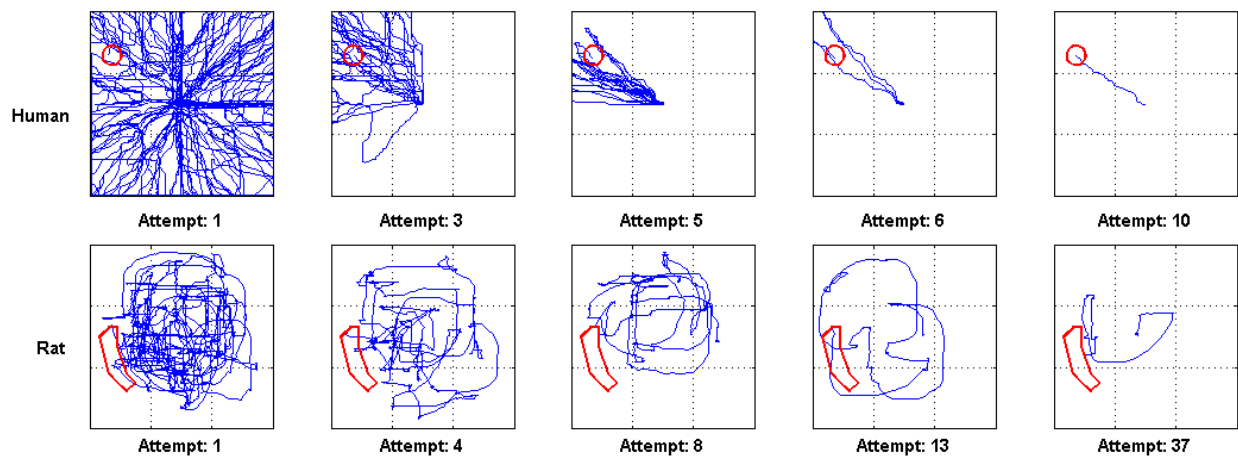 Human
Attempt: 1
Attempt: 3
Attempt: 5
Attempt: 6
Attempt: 10
Rat
Attempt: 1
Attempt: 4
Attempt: 8
Attempt: 13
Attempt: 37